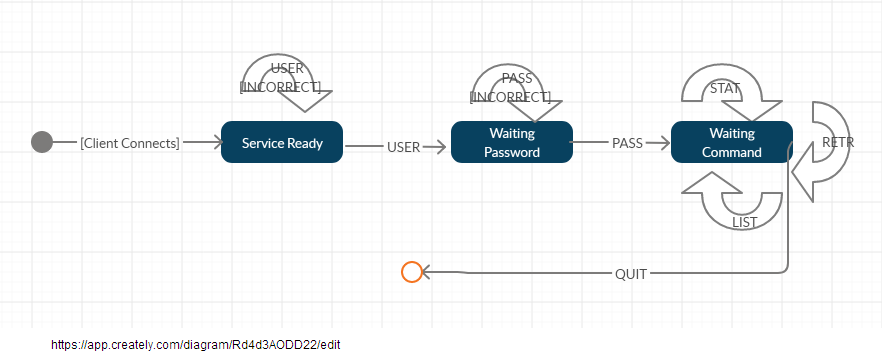 USER
[INCORRECT]
PASS
[INCORRECT]
STAT
[Client Connects]
Service Ready
USER
Waiting
Password
PASS
Waiting
Command
RETR
LIST
QUIT
https://app.creately.com/diagram/Rd4d3AODD22/edit